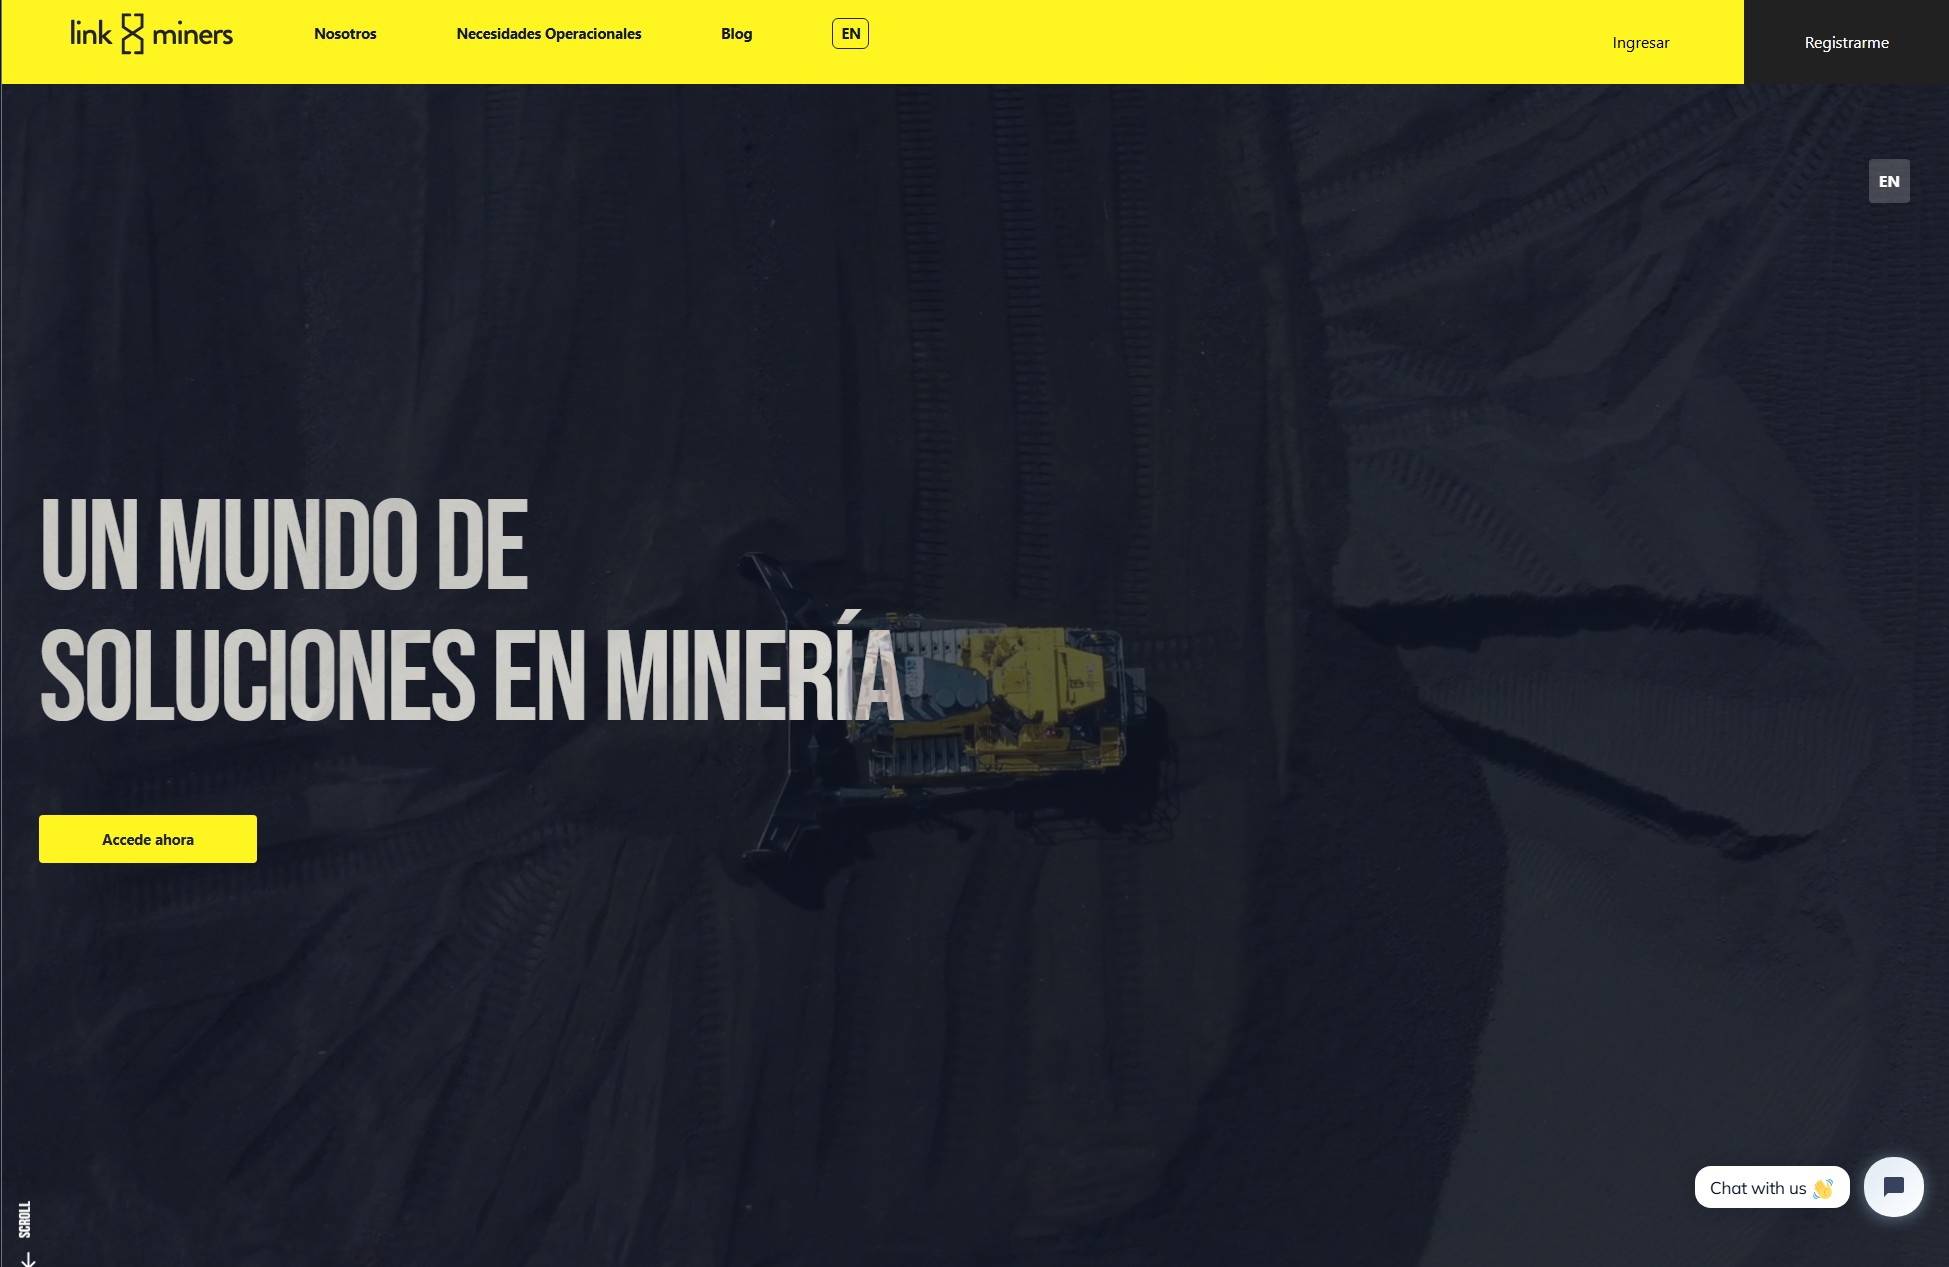 link miners
Nosotros
Necesidades Operacionales
Blog
EN
Ingresar
Registrarme
EN
UN MUNDO DE
SOLUCIONES EN MINERÍA
Accede ahora
Chat with us 👋
SCROLL